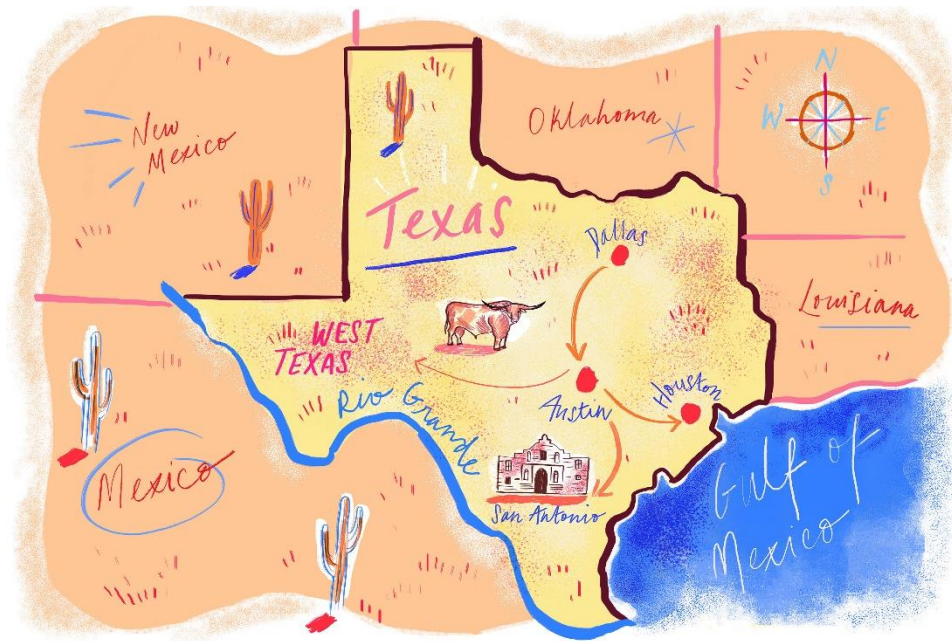 N
New
Mexico
Oklahoma
W
E
S
Texas
Dallas
Louisiana
WEST
TEXAS
Rio Grande
Austin
Houston
Mexico
San Antonio
Gulf of
Mexico